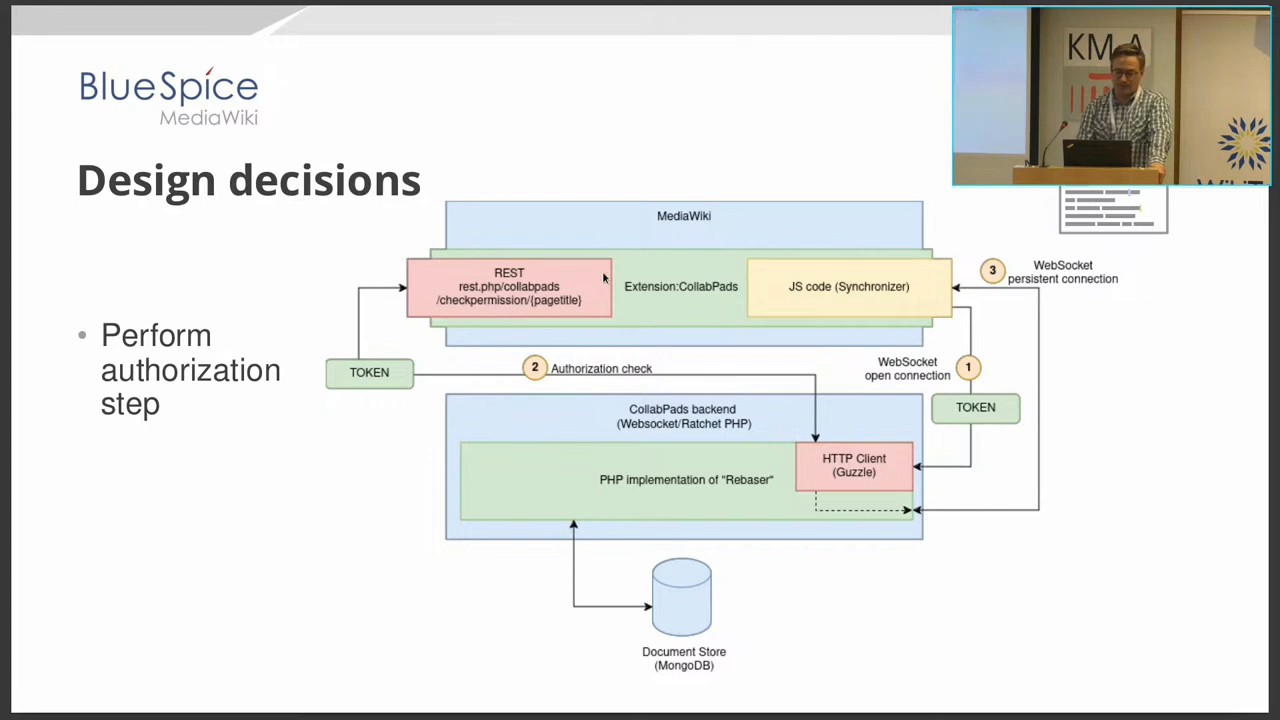 BlueSpice
MediaWiki
KM A
Design decisions
MediaWiki
REST
rest.php/collabpads
/checkpermission/{pagetitle}
Extension:CollabPads
JS code (Synchronizer)
3
WebSocket
persistent connection
• Perform
authorization
step
TOKEN
2
Authorization check
WebSocket
open connection
1
TOKEN
CollabPads backend
(Websocket/Ratchet PHP)
PHP implementation of "Rebaser"
HTTP Client
(Guzzle)
Document Store
(MongoDB)